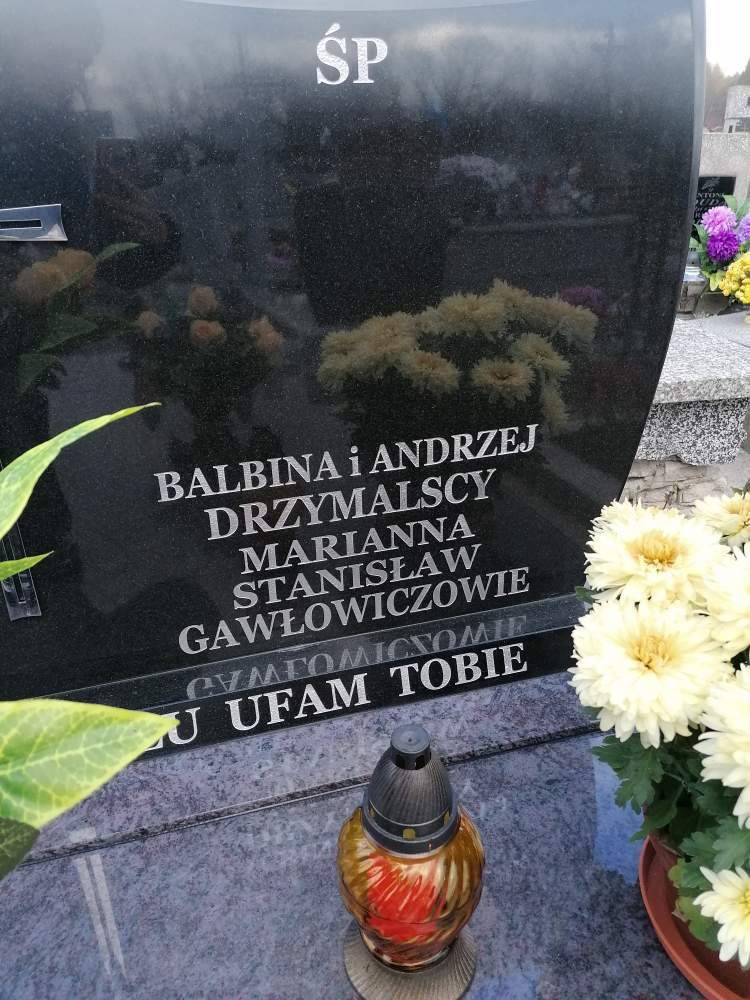 ŚP
BALBINA i ANDRZEJ
DRZYMALSCY
MARIANNA
STANISŁAW
GAWŁOWICZOWIE
UFAM TOBIE